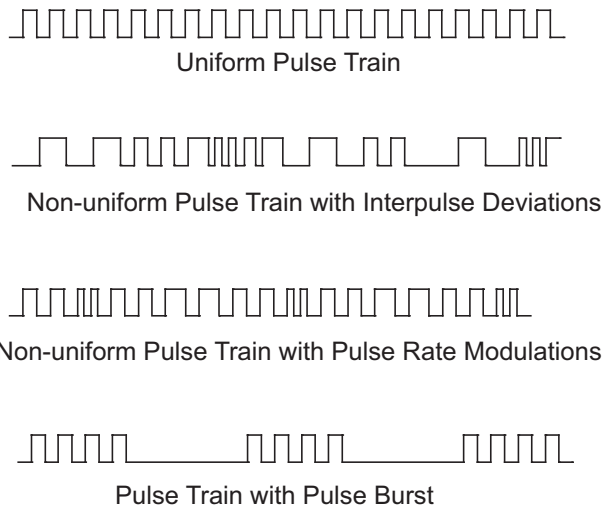 Uniform Pulse Train
Non-uniform Pulse Train with Interpulse Deviations
Non-uniform Pulse Train with Pulse Rate Modulations
Pulse Train with Pulse Burst